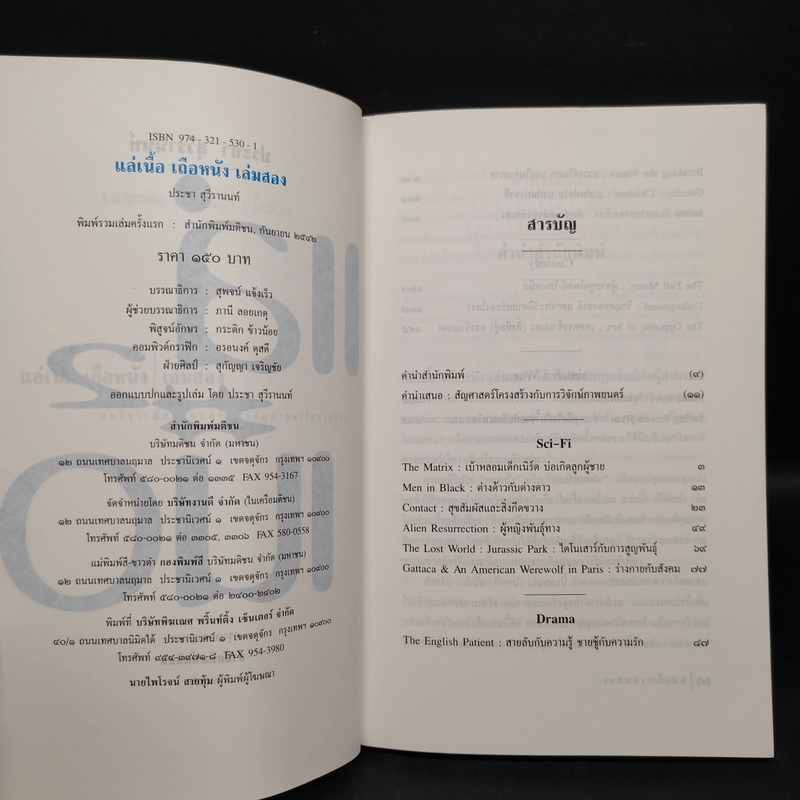 ISBN 974 - 321 - 530 - 1
แล่เนื้อ เถือหนัง เล่มสอง
ประชา สุวีรานนท์
พิมพ์รวมเล่มครั้งแรก : สำนักพิมพ์มติชน, กันยายน ๒๕๔๒
ราคา ๑๕๐ บาท
บรรณาธิการ : สุพจน์ แจ้งเร็ว
ผู้ช่วยบรรณาธิการ : ภานี ลอยเกตุ
พิสูจน์อักษร : กระดิก ข้าวน้อย
คอมพิวต์กราฟิก : อรอนงค์ ดุสดี
ฝ่ายศิลป์ : สุกัญญา เจริญชัย
ออกแบบปกและรูปเล่ม โดย ประชา สุวีรานนท์
สำนักพิมพ์มติชน
บริษัทมติชน จำกัด (มหาชน)
๑๒ ถนนเทศบาลนฤมาล ประชานิเวศน์ ๑ เขตจตุจักร กรุงเทพฯ ๑๐๙๐๐
โทรศัพท์ ๕๘๐-๐๐๒๑ ต่อ ๑๓๓๕ FAX 954-3167
จัดจำหน่ายโดย บริษัทงานดี จำกัด (ในเครือมติชน)
๑๒ ถนนเทศบาลนฤมาล ประชานิเวศน์ ๑ เขตจตุจักร กรุงเทพฯ ๑๐๙๐๐
โทรศัพท์ ๕๘๐-๐๐๒๑ ต่อ ๓๓๐๕, ๓๓๐๖ FAX 580-0558
แม่พิมพ์สี-ขาวดำ กองพิมพ์สี บริษัทมติชน จำกัด (มหาชน)
๑๒ ถนนเทศบาลนฤมาล ประชานิเวศน์ ๑ เขตจตุจักร กรุงเทพฯ ๑๐๙๐๐
โทรศัพท์ ๕๘๐-๐๐๒๑ ต่อ ๒๔๐๐-๒๔๐๒
พิมพ์ที่ บริษัทพิฆเณศ พริ้นท์ติ้ง เซ็นเตอร์ จำกัด
๔๐/๑ ถนนเทศบาลนิมิตใต้ ประชานิเวศน์ ๑ เขตจตุจักร กรุงเทพฯ ๑๐๙๐๐
โทรศัพท์ ๙๕๔-๓๙๗๑-๘ FAX 954-3980
นายไพโรจน์ สายทุ้ม ผู้พิมพ์ผู้โฆษณา
สารบัญ
คำนำสำนักพิมพ์ (๙)
คำนำเสนอ : สัญศาสตร์โครงสร้างกับการวิจักษ์ภาพยนตร์ (๑๑)
Sci-Fi
The Matrix : เบ้าหลอมเด็กเนิร์ด บ่อเกิดลูกผู้ชาย ๓
Men in Black : ต่างด้าวกับต่างดาว ๑๓
Contact : สุขสัมผัสและสิ่งกีดขวาง ๒๓
Alien Resurrection : ผู้หญิงพันธุ์ทาง ๔๙
The Lost World : Jurassic Park : ไดโนเสาร์กับการสูญพันธุ์ ๖๙
Gattaca & An American Werewolf in Paris : ร่างกายกับสังคม ๗๗
Drama
The English Patient : สายลับกับความรู้ ชายชู้กับความรัก ๘๗